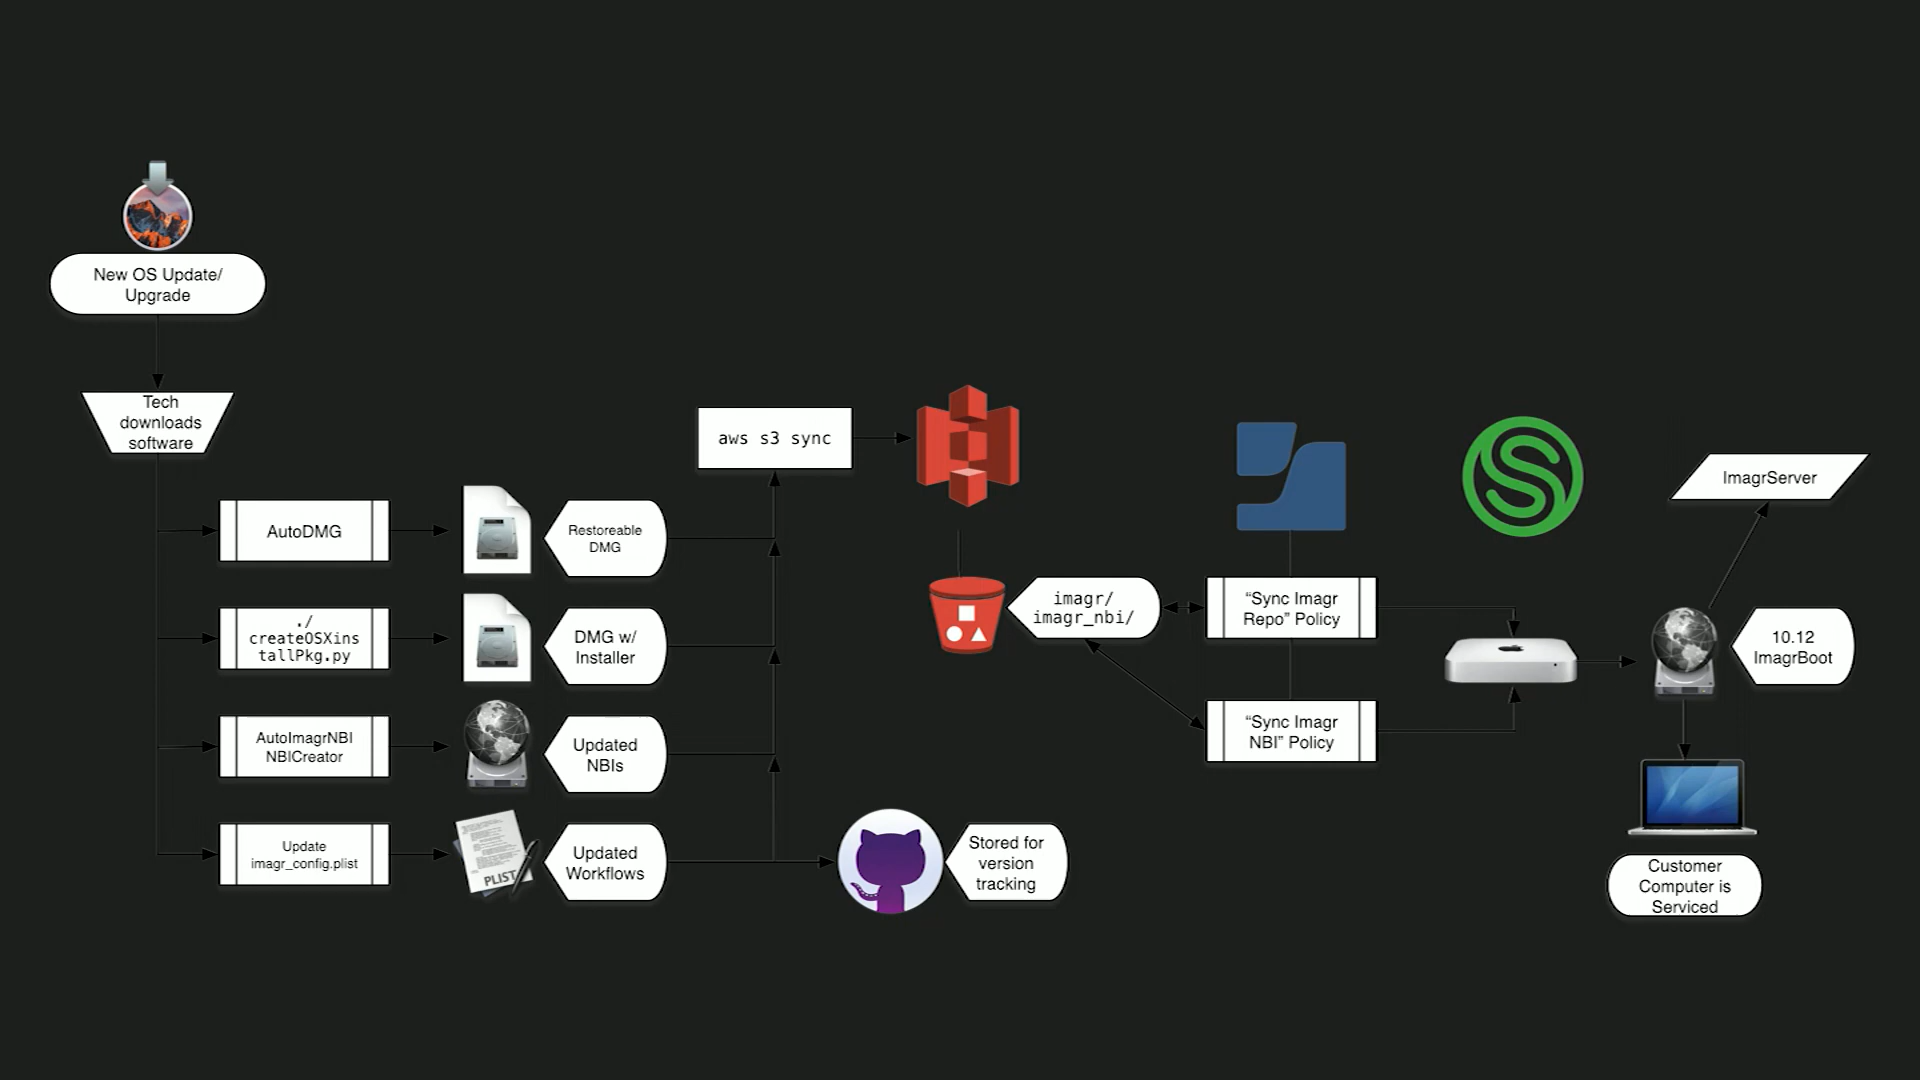 New OS Update/
Upgrade
Tech
downloads
software
AutoDMG
Restoreable
DMG
./
createOSXins
tallPkg.py
DMG w/
Installer
AutoImagrNBI
NBICreator
Updated
NBIs
Update
imagr_config.plist
PLIST
Updated
Workflows
aws s3 sync
Stored for
version
tracking
imagr/
imagr_nbi/
“Sync Imagr
Repo” Policy
“Sync Imagr
NBI” Policy
ImagrServer
10.12
ImagrBoot
Customer
Computer is
Serviced